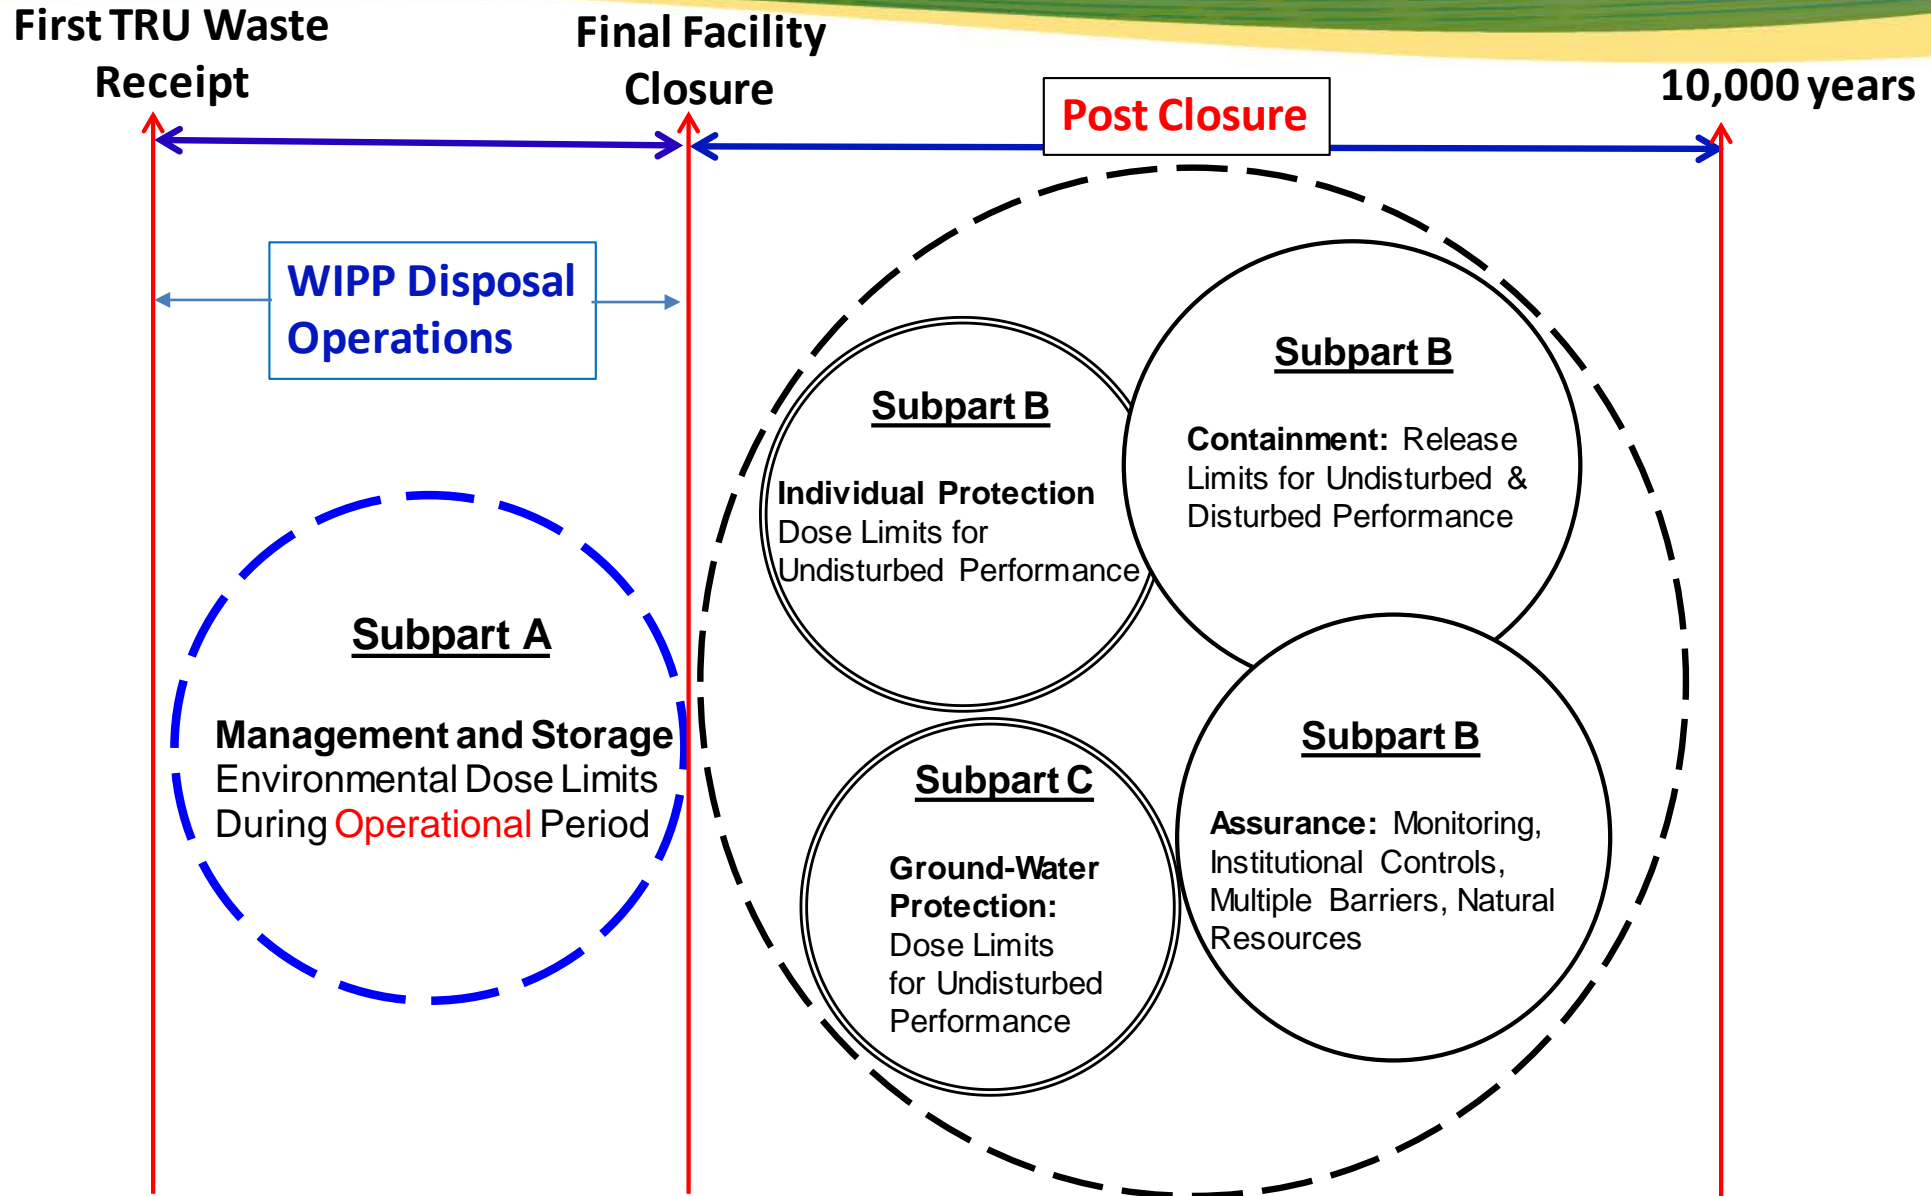 First TRU Waste
Receipt
Final Facility
Closure
10,000 years
Post Closure
WIPP Disposal
Operations
Subpart A
Management and Storage
Environmental Dose Limits
During Operational Period
Subpart B
Individual Protection
Dose Limits for
Undisturbed Performance
Subpart B
Containment: Release
Limits for Undisturbed &
Disturbed Performance
Subpart C
Ground-Water
Protection:
Dose Limits
for Undisturbed
Performance
Subpart B
Assurance: Monitoring,
Institutional Controls,
Multiple Barriers, Natural
Resources